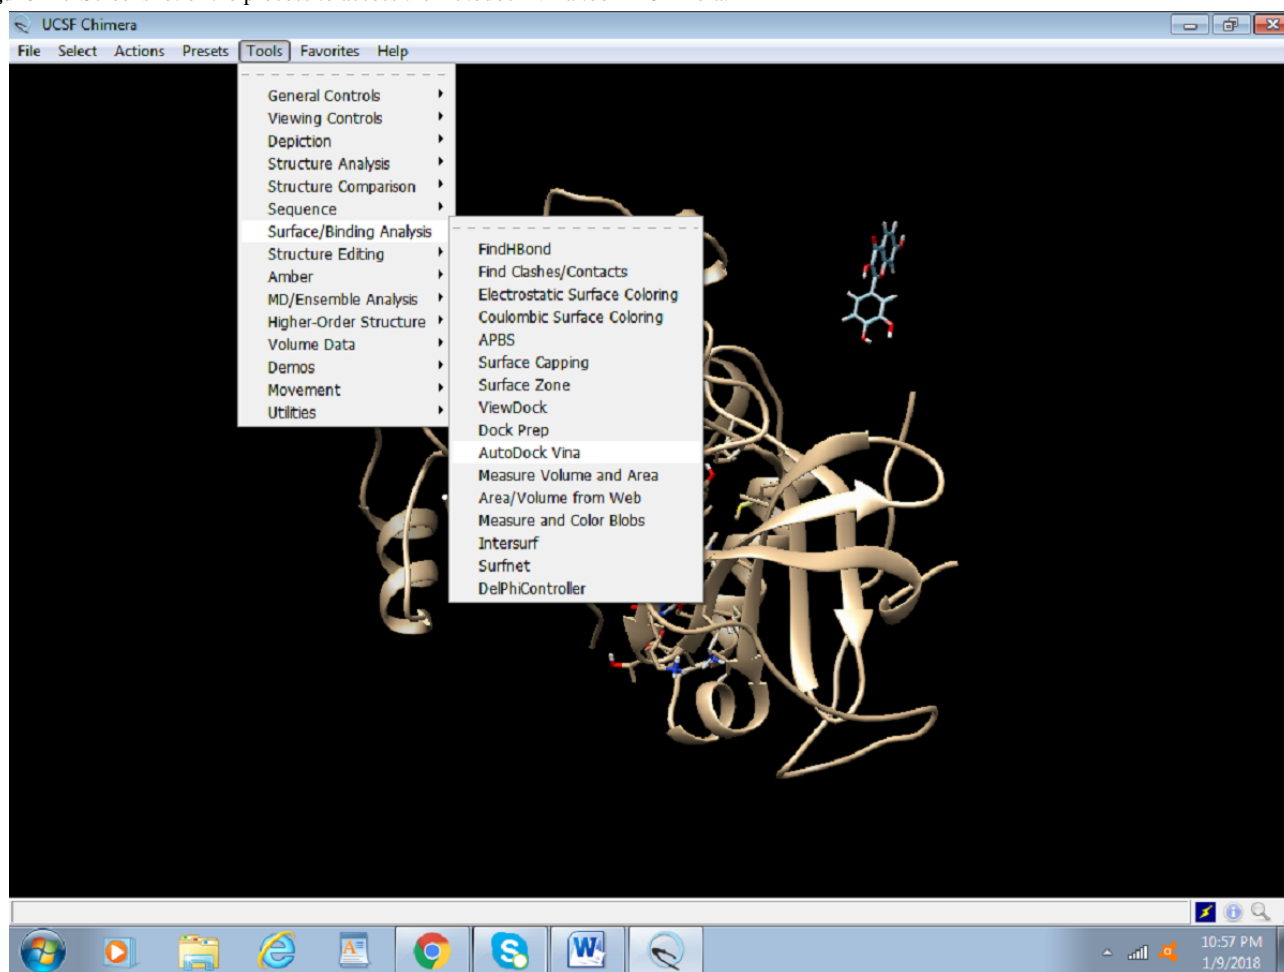 UCSF Chimera
File Select Actions Presets Tools Favorites Help
General Controls
Viewing Controls
Depiction
Structure Analysis
Structure Comparison
Sequence
Surface/Binding Analysis
Structure Editing
Amber
MD/Ensemble Analysis
Higher-Order Structure
Volume Data
Demos
Movement
Utilities
FindHBond
Find Clashes/Contacts
Electrostatic Surface Coloring
Coulombic Surface Coloring
APBS
Surface Capping
Surface Zone
ViewDock
Dock Prep
AutoDock Vina
Measure Volume and Area
Area/Volume from Web
Measure and Color Blobs
Intersurf
Surfnet
DelPhiController
10:57 PM
1/9/2018